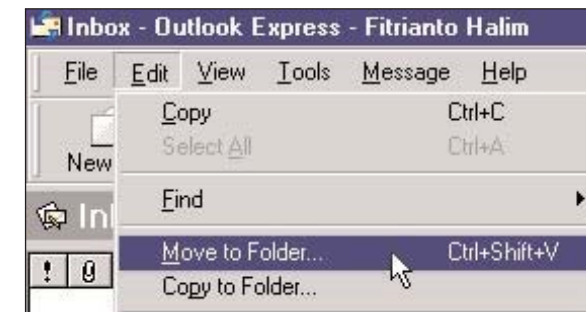 Inbox - Outlook Express - Fitrianto Halim
File Edit View Tools Message Help
Copy Ctrl+C
Select All Ctrl+A
New
Find
In
Move to Folder... Ctrl+Shift+V
! 
Copy to Folder...